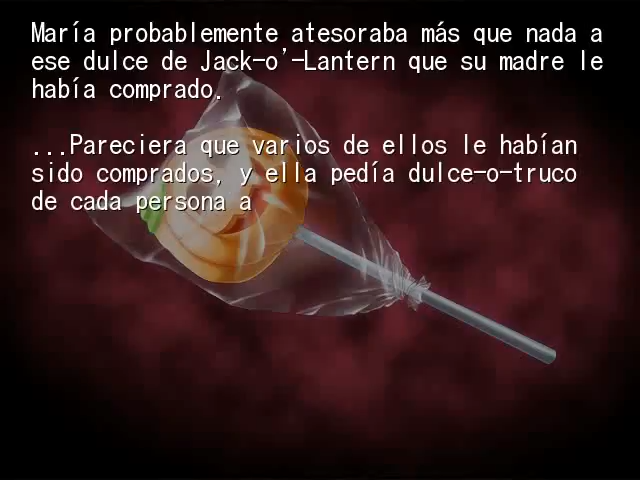 María probablemente atesoraba más que nada a
ese dulce de Jack-o'-Lantern que su madre le
había comprado.
...Pareciera que varios de ellos le habían
sido comprados, y ella pedía dulce-o-truco
de cada persona a